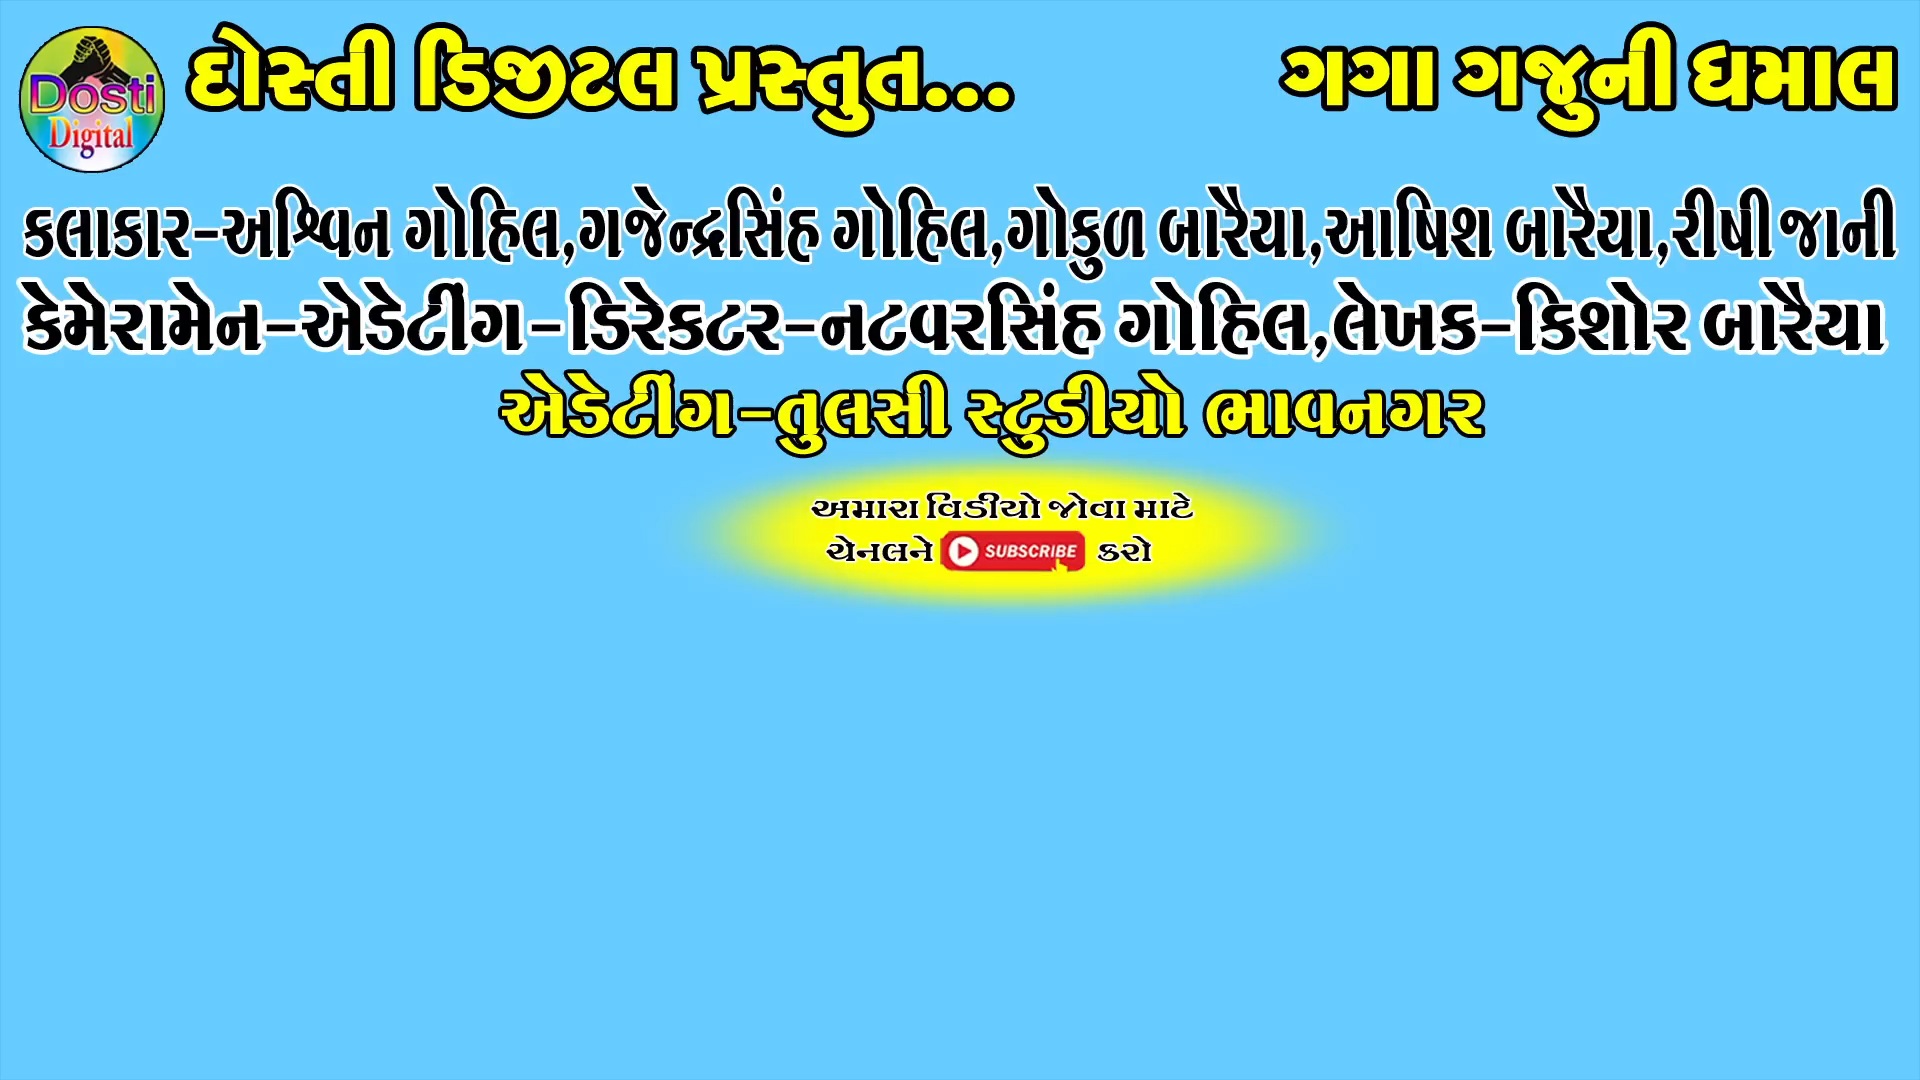 Dosti
Digital
દોસ્તી ડિજીટલ પ્રસ્તુત... ગગા ગજુની ધમાલ
કલાકાર-અશ્વિન ગોહિલ,ગજેન્દ્રસિંહ ગોહિલ,ગોકુળ બારૈયા,આષિશ બારૈયા,રીષી જાની
કેમેરામેન-એડેટીંગ-ડિરેકટર-નટવરસિંહ ગોહિલ,લેખક-કિશોર બારૈયા
એડેટીંગ-તુલસી સ્ટુડીયો ભાવનગર
અમારા વિડીયો જોવા માટે
ચેનલને SUBSCRIBE કરો